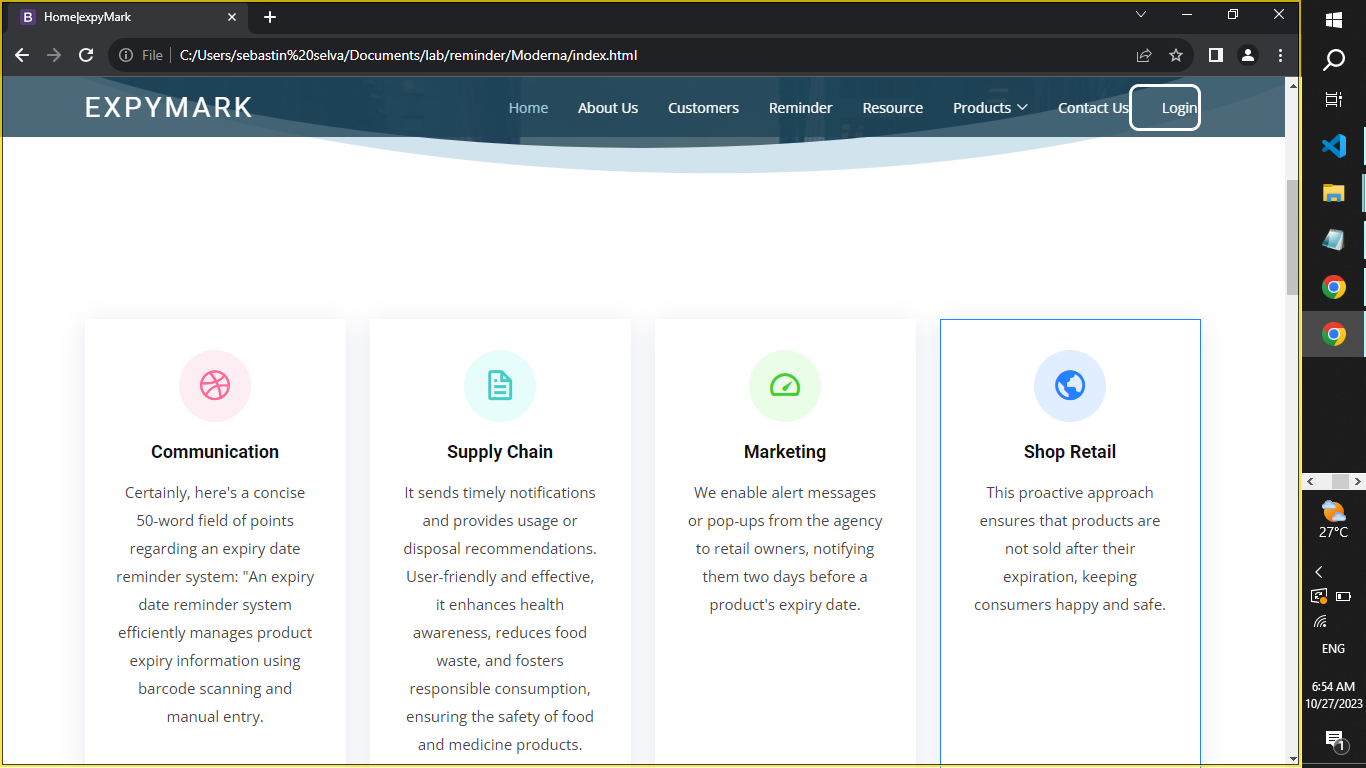 Home|expyMark
File C:/Users/sebastin%20selva/Documents/lab/reminder/Moderna/index.html
EXPYMARK Home About Us Customers Reminder Resource Products Contact Us Login
Communication
Certainly, here's a concise
50-word field of points
regarding an expiry date
reminder system: "An expiry
date reminder system
efficiently manages product
expiry information using
barcode scanning and
manual entry.
Supply Chain
It sends timely notifications
and provides usage or
disposal recommendations.
User-friendly and effective,
it enhances health
awareness, reduces food
waste, and fosters
responsible consumption,
ensuring the safety of food
and medicine products.
Marketing
We enable alert messages
or pop-ups from the agency
to retail owners, notifying
them two days before a
product's expiry date.
Shop Retail
This proactive approach
ensures that products are
not sold after their
expiration, keeping
consumers happy and safe.
27°C
ENG
6:54 AM
10/27/2023
1